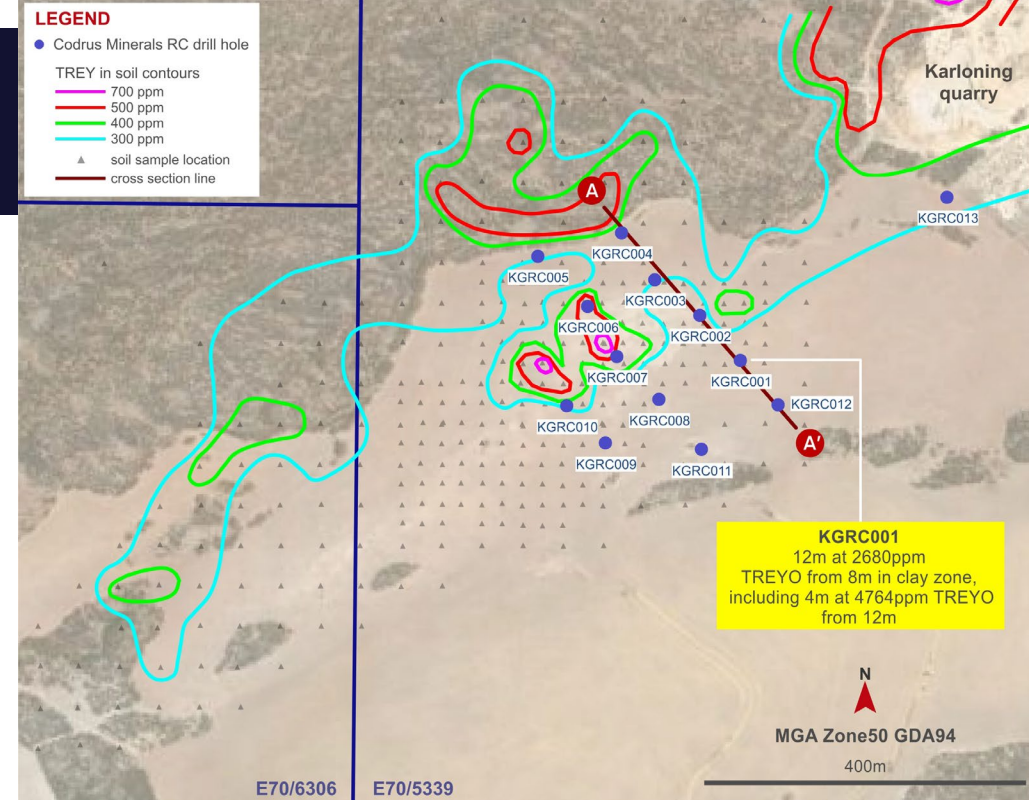 LEGEND
Codrus Minerals RC drill hole
TREY in soil contours
700 ppm
500 ppm
400 ppm
300 ppm
soil sample location
cross section line
Karloning
quarry
A
KGRC013
KGRC004
KGRC005
KGRC003
KGRC006
KGRC002
KGRC007
KGRC001
KGRC012
KGRC008
KGRC010
A'
KGRC009
KGRC011
KGRC001
12m at 2680ppm
TREYO from 8m in clay zone,
including 4m at 4764ppm TREYO
from 12m
N
MGA Zone50 GDA94
400m
E70/6306
E70/5339